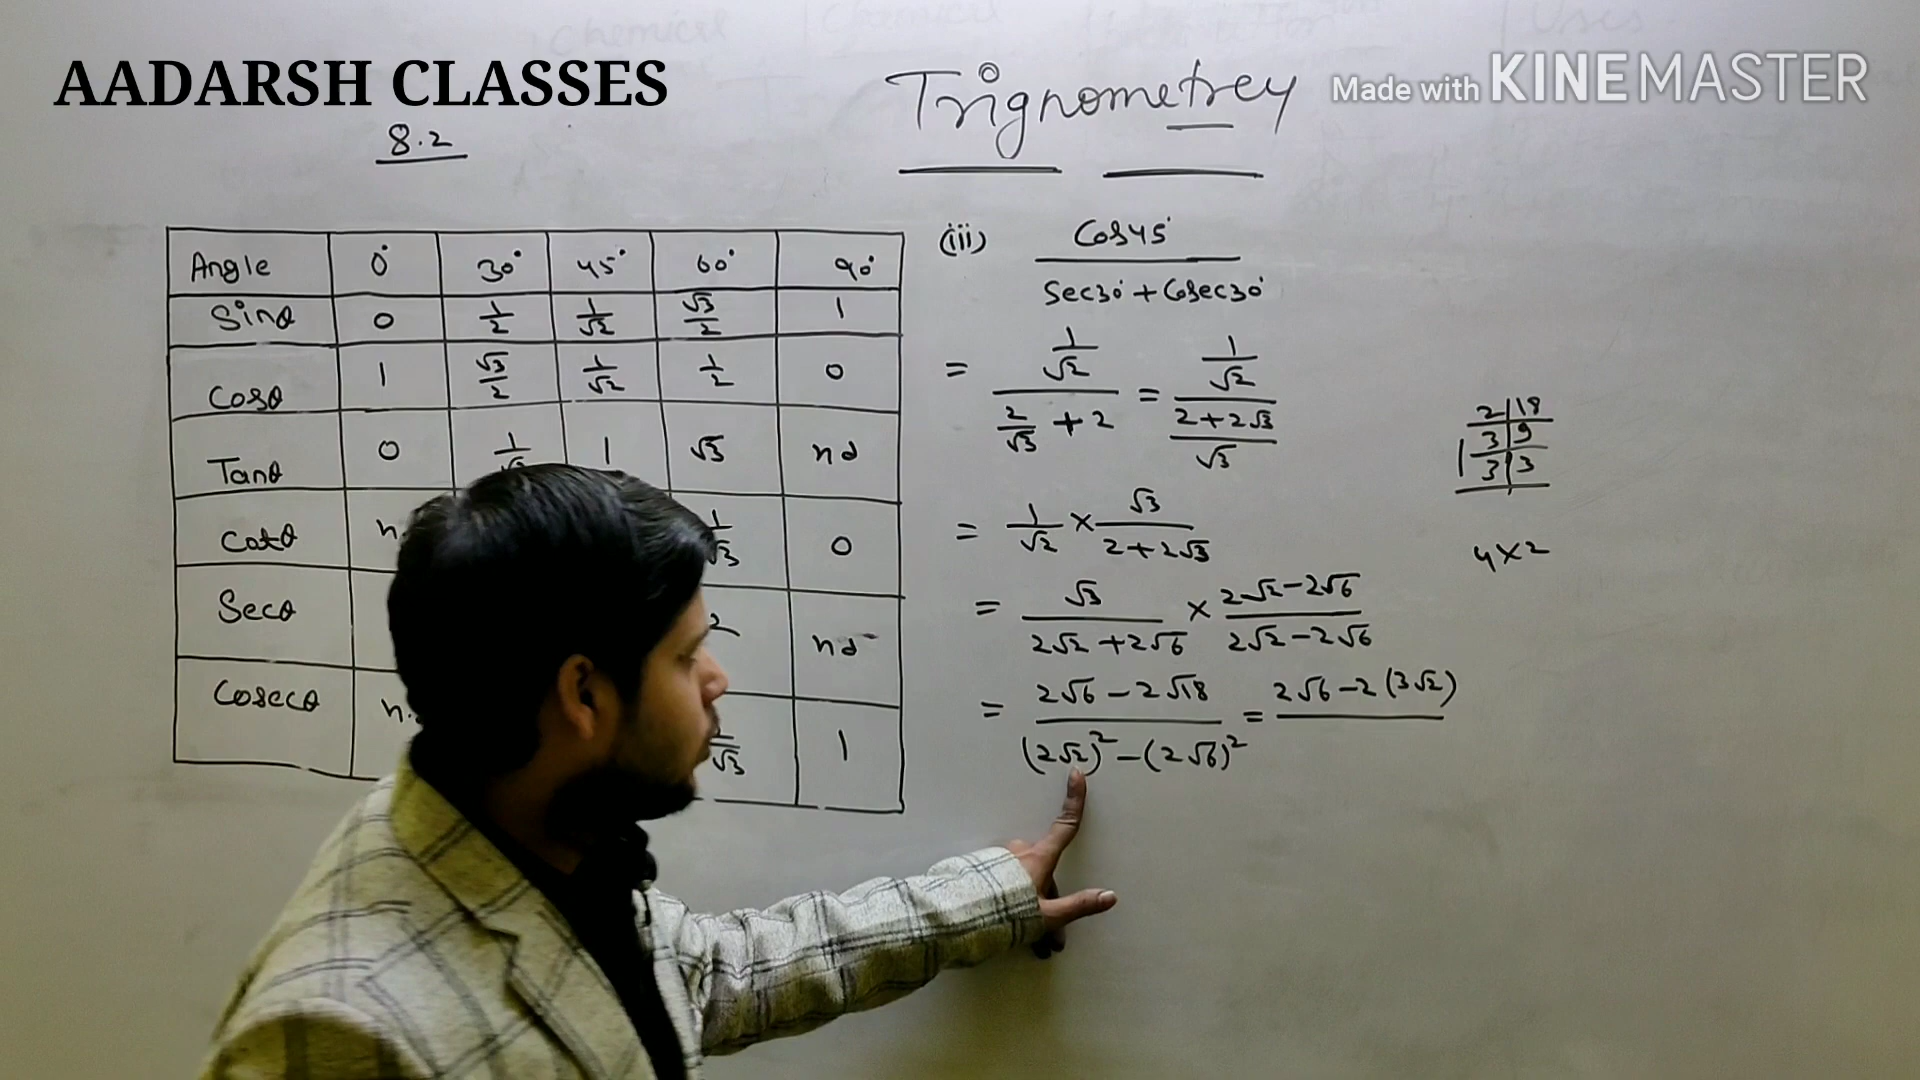 AADARSH CLASSES
Trignometrey
Made with KINEMASTER
8.2
Angle 0° 30° 45° 60° 90°
Sinθ 0 1/2 1/√2 √3/2 1
Cosθ 1 √3/2 1/√2 1/2 0
Tanθ 0 1 √3 nd
Cotθ n. 1/√3 0
Secθ 2 nd
Cosecθ n. 1
(iii) Cos45° / Sec30° + Cosec30°
= (1/√2) / (2/√3 + 2) = (1/√2) / ((2+2√3)/√3)
= 1/√2 × √3/(2+2√3)
= √3/(2√2+2√6) × (2√2-2√6)/(2√2-2√6)
= (2√6-2√18)/((2√2)²-(2√6)²) = 2√6-2(3√2)
2|18
3|9
3|3
4×2